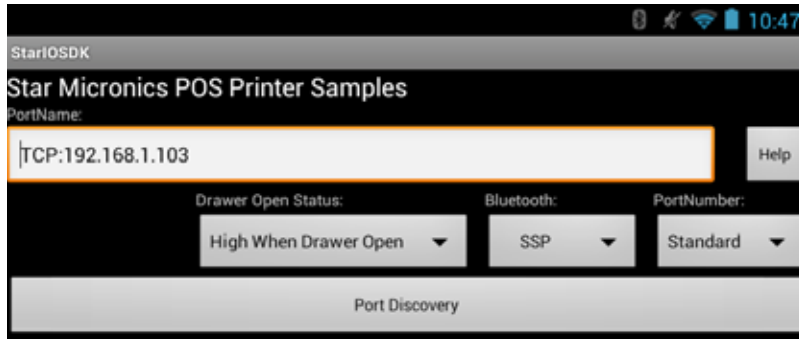 10:47
StarIOSDK
Star Micronics POS Printer Samples
PortName:
TCP:192.168.1.103
Help
Drawer Open Status: Bluetooth: PortNumber:
High When Drawer Open SSP Standard
Port Discovery